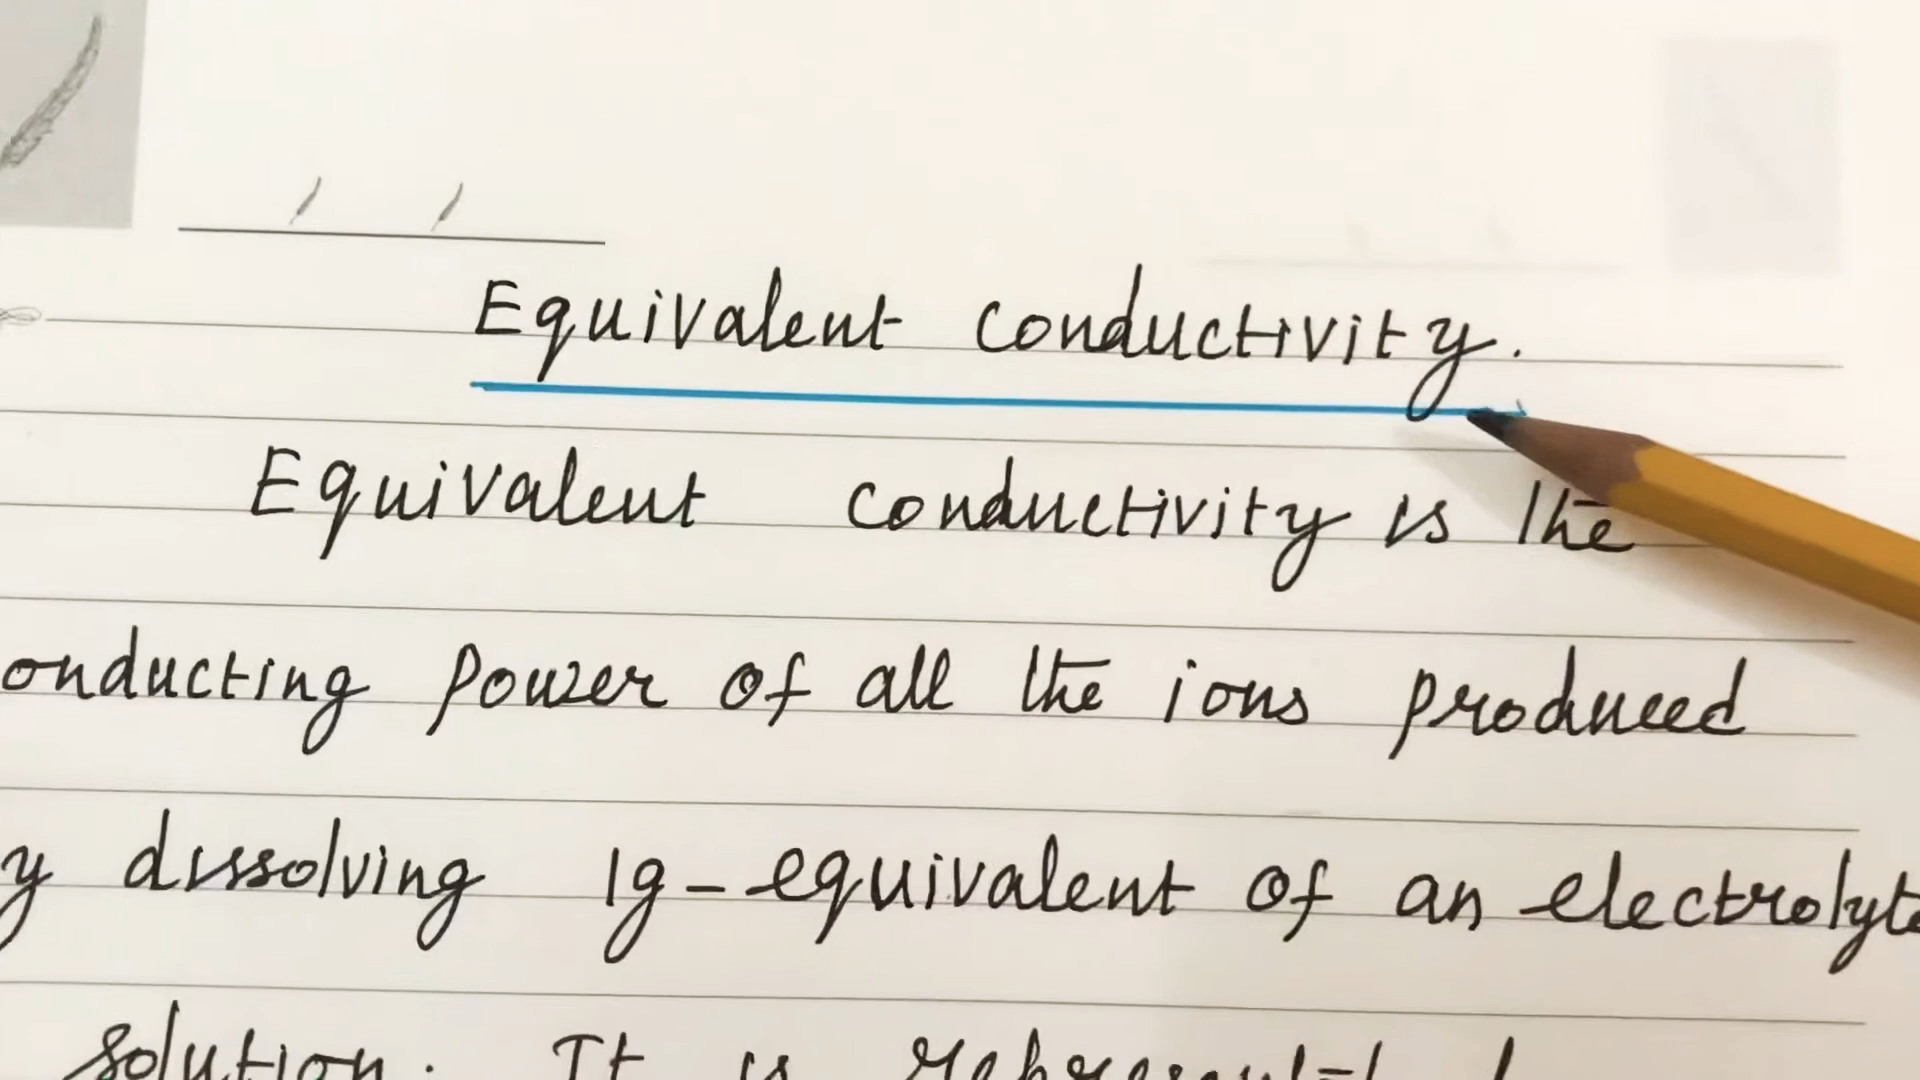 Equivalent conductivity.
Equivalent conductivity is the
onducting power of all the ions produced
y dissolving 1g-equivalent of an electrolyte
solution. It is